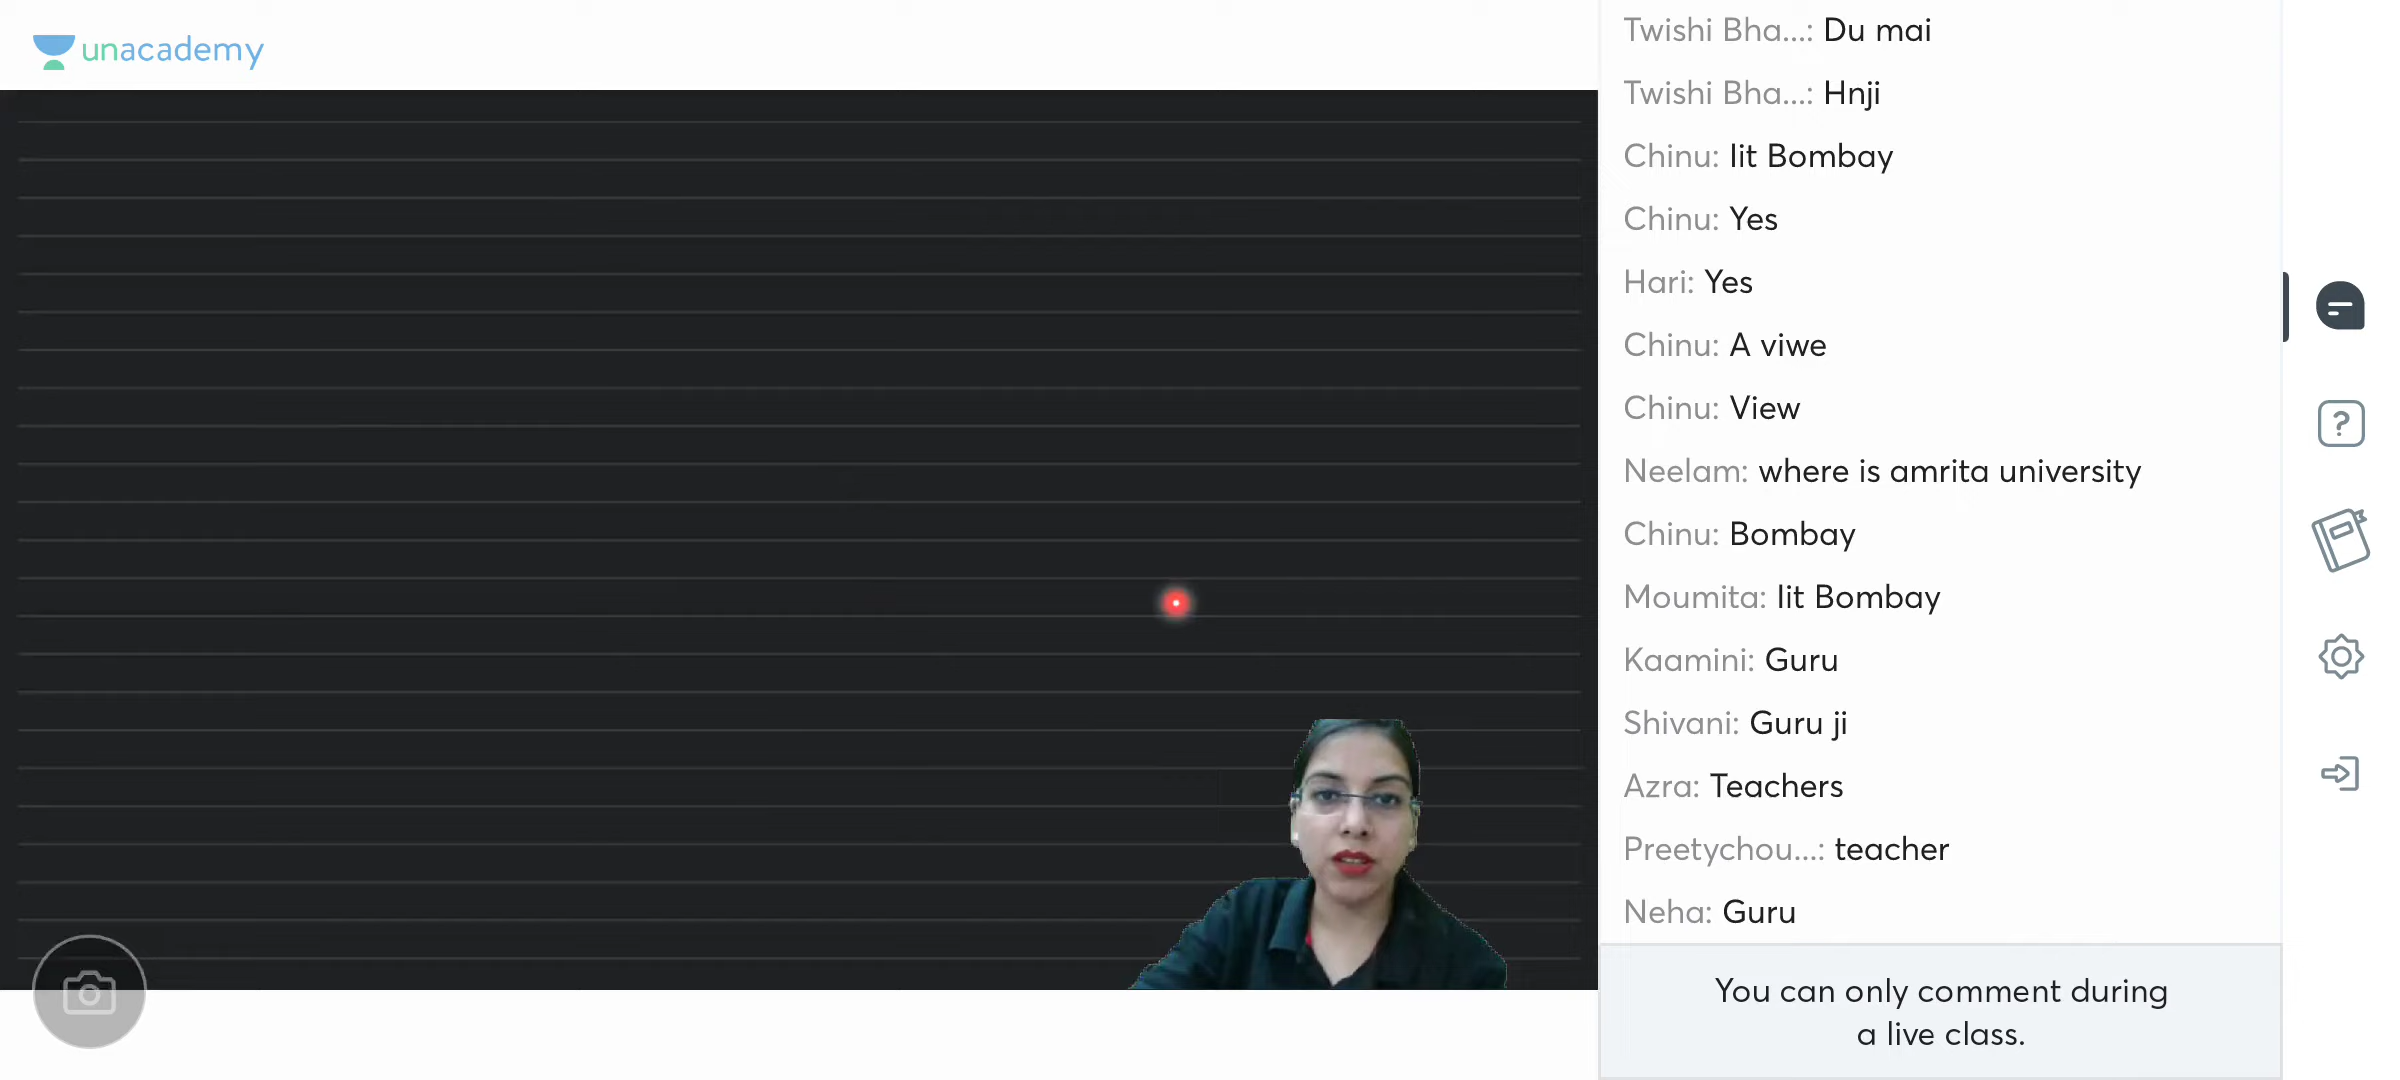 unacademy
Twishi Bha...: Du mai
Twishi Bha...: Hnji
Chinu: Iit Bombay
Chinu: Yes
Hari: Yes
Chinu: A viwe
Chinu: View
Neelam: where is amrita university
Chinu: Bombay
Moumita: Iit Bombay
Kaamini: Guru
Shivani: Guru ji
Azra: Teachers
Preetychou...: teacher
Neha: Guru
You can only comment during
a live class.